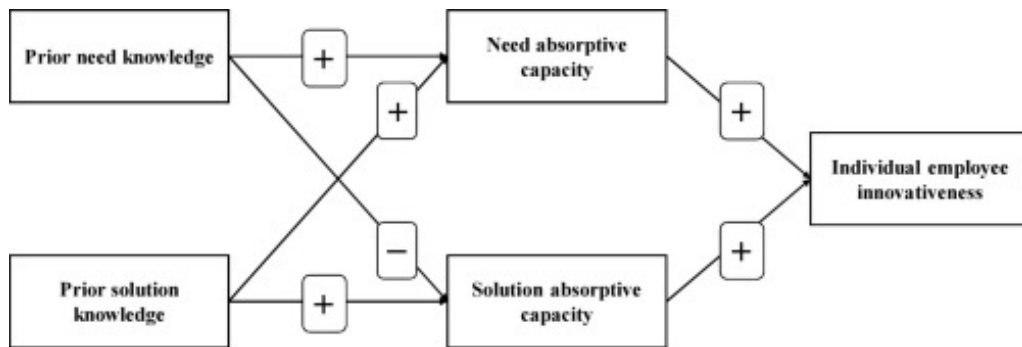 Prior need knowledge
+
Need absorptive
capacity
+
+
Individual employee
innovativeness
−
+
Prior solution
knowledge
+
Solution absorptive
capacity